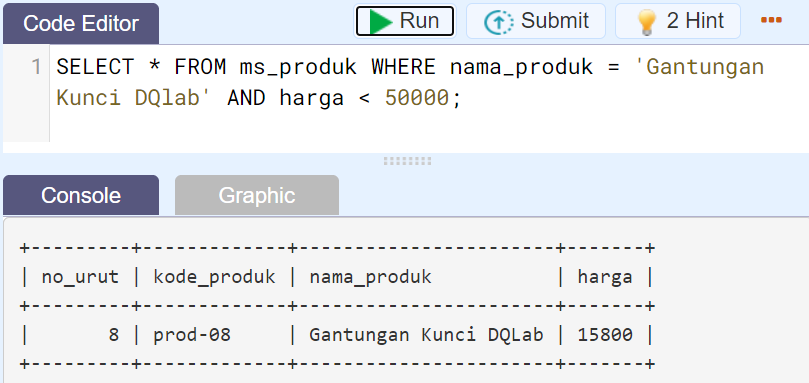 Code Editor
Run
Submit
2 Hint
1 SELECT * FROM ms_produk WHERE nama_produk = 'Gantungan
Kunci DQlab' AND harga < 50000;
Console
Graphic
+---------+-------------+-----------------------+-------+
| no_urut | kode_produk | nama_produk           | harga |
+---------+-------------+-----------------------+-------+
|       8 | prod-08     | Gantungan Kunci DQLab | 15800 |
+---------+-------------+-----------------------+-------+